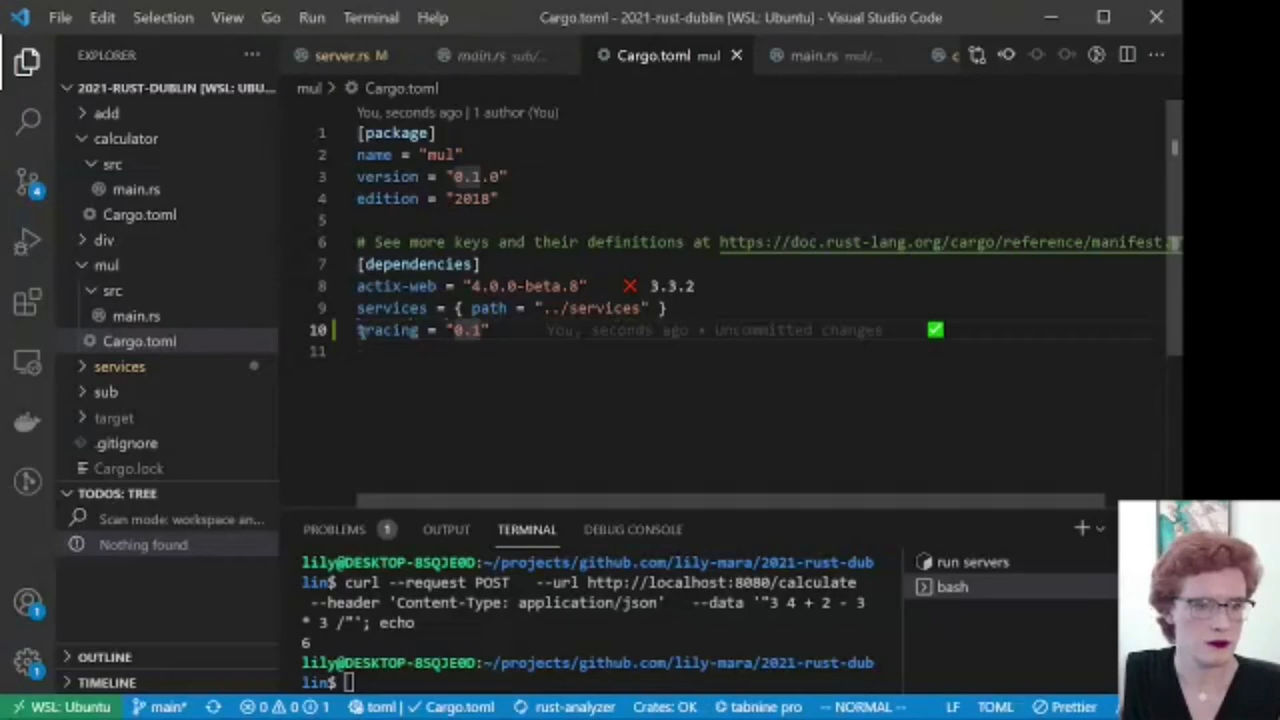 File Edit Selection View Go Run Terminal Help Cargo.toml - 2021-rust-dublin [WSL: Ubuntu] - Visual Studio Code
EXPLORER ···
server.rs M main.rs sub/... Cargo.toml mul main.rs mul/... c
2021-RUST-DUBLIN [WSL: UBU...
add
calculator
src
main.rs
Cargo.toml
div
mul
src
main.rs
Cargo.toml
services
sub
target
.gitignore
Cargo.lock
TODOS: TREE
Scan mode: workspace an...
Nothing found
OUTLINE
TIMELINE
4
1
1
mul > Cargo.toml
You, seconds ago | 1 author (You)
1 [package]
2 name = "mul"
3 version = "0.1.0"
4 edition = "2018"
5
6 # See more keys and their definitions at https://doc.rust-lang.org/cargo/reference/manifest.
7 [dependencies]
8 actix-web = "4.0.0-beta.8" ❌ 3.3.2
9 services = { path = "../services" }
10 tracing = "0.1" You, seconds ago • Uncommitted changes ✅
11
PROBLEMS 1 OUTPUT TERMINAL DEBUG CONSOLE
lily@DESKTOP-8SQJE0D:~/projects/github.com/lily-mara/2021-rust-dub
lin$ curl --request POST --url http://localhost:8080/calculate
--header 'Content-Type: application/json' --data '"3 4 + 2 - 3
* 3 /"'; echo
6
lily@DESKTOP-8SQJE0D:~/projects/github.com/lily-mara/2021-rust-dub
lin$
run servers
bash
WSL: Ubuntu main* 0 0 1 toml | ✓ Cargo.toml rust-analyzer Crates: OK tabnine pro -- NORMAL -- LF TOML Prettier